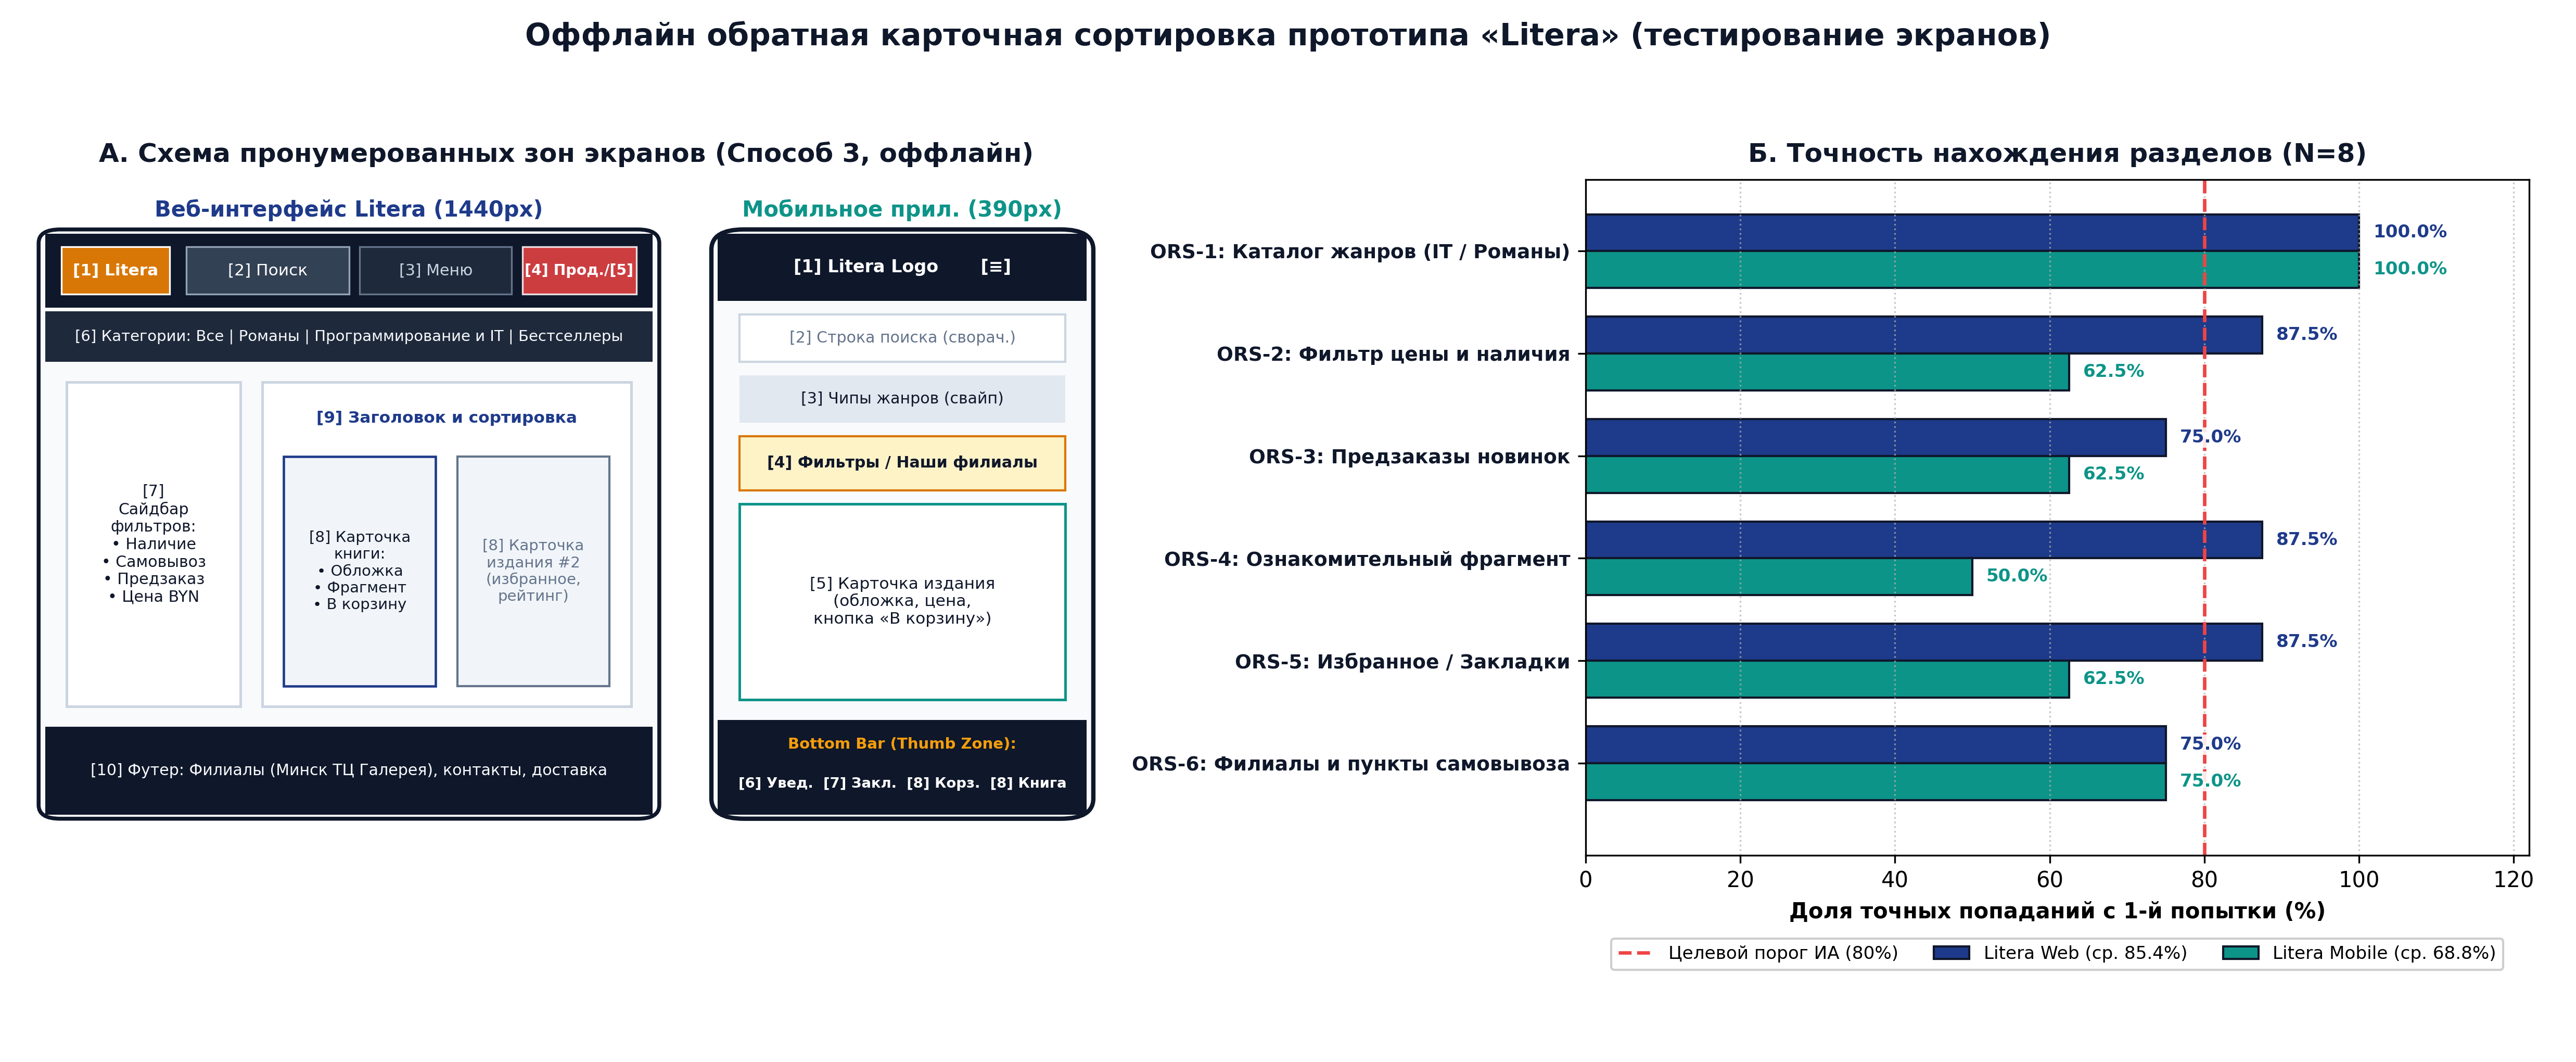 Оффлайн обратная карточная сортировка прототипа «Litera» (тестирование экранов)
А. Схема пронумерованных зон экранов (Способ 3, оффлайн)
Веб-интерфейс Litera (1440px)
[1] Litera
[2] Поиск
[3] Меню
[4] Прод./[5]
[6] Категории: Все | Романы | Программирование и IT | Бестселлеры
[7]
Сайдбар
фильтров:
• Наличие
• Самовывоз
• Предзаказ
• Цена BYN
[9] Заголовок и сортировка
[8] Карточка
книги:
• Обложка
• Фрагмент
• В корзину
[8] Карточка
издания #2
(избранное,
рейтинг)
[10] Футер: Филиалы (Минск ТЦ Галерея), контакты, доставка
Мобильное прил. (390px)
[1] Litera Logo [≡]
[2] Строка поиска (сворач.)
[3] Чипы жанров (свайп)
[4] Фильтры / Наши филиалы
[5] Карточка издания
(обложка, цена,
кнопка «В корзину»)
Bottom Bar (Thumb Zone):
[6] Увед. [7] Закл. [8] Корз. [8] Книга
Б. Точность нахождения разделов (N=8)
ORS-1: Каталог жанров (IT / Романы)
100.0%
100.0%
ORS-2: Фильтр цены и наличия
87.5%
62.5%
ORS-3: Предзаказы новинок
75.0%
62.5%
ORS-4: Ознакомительный фрагмент
87.5%
50.0%
ORS-5: Избранное / Закладки
87.5%
62.5%
ORS-6: Филиалы и пункты самовывоза
75.0%
75.0%
0 20 40 60 80 100 120
Доля точных попаданий с 1-й попытки (%)
Целевой порог ИА (80%)
Litera Web (ср. 85.4%)
Litera Mobile (ср. 68.8%)